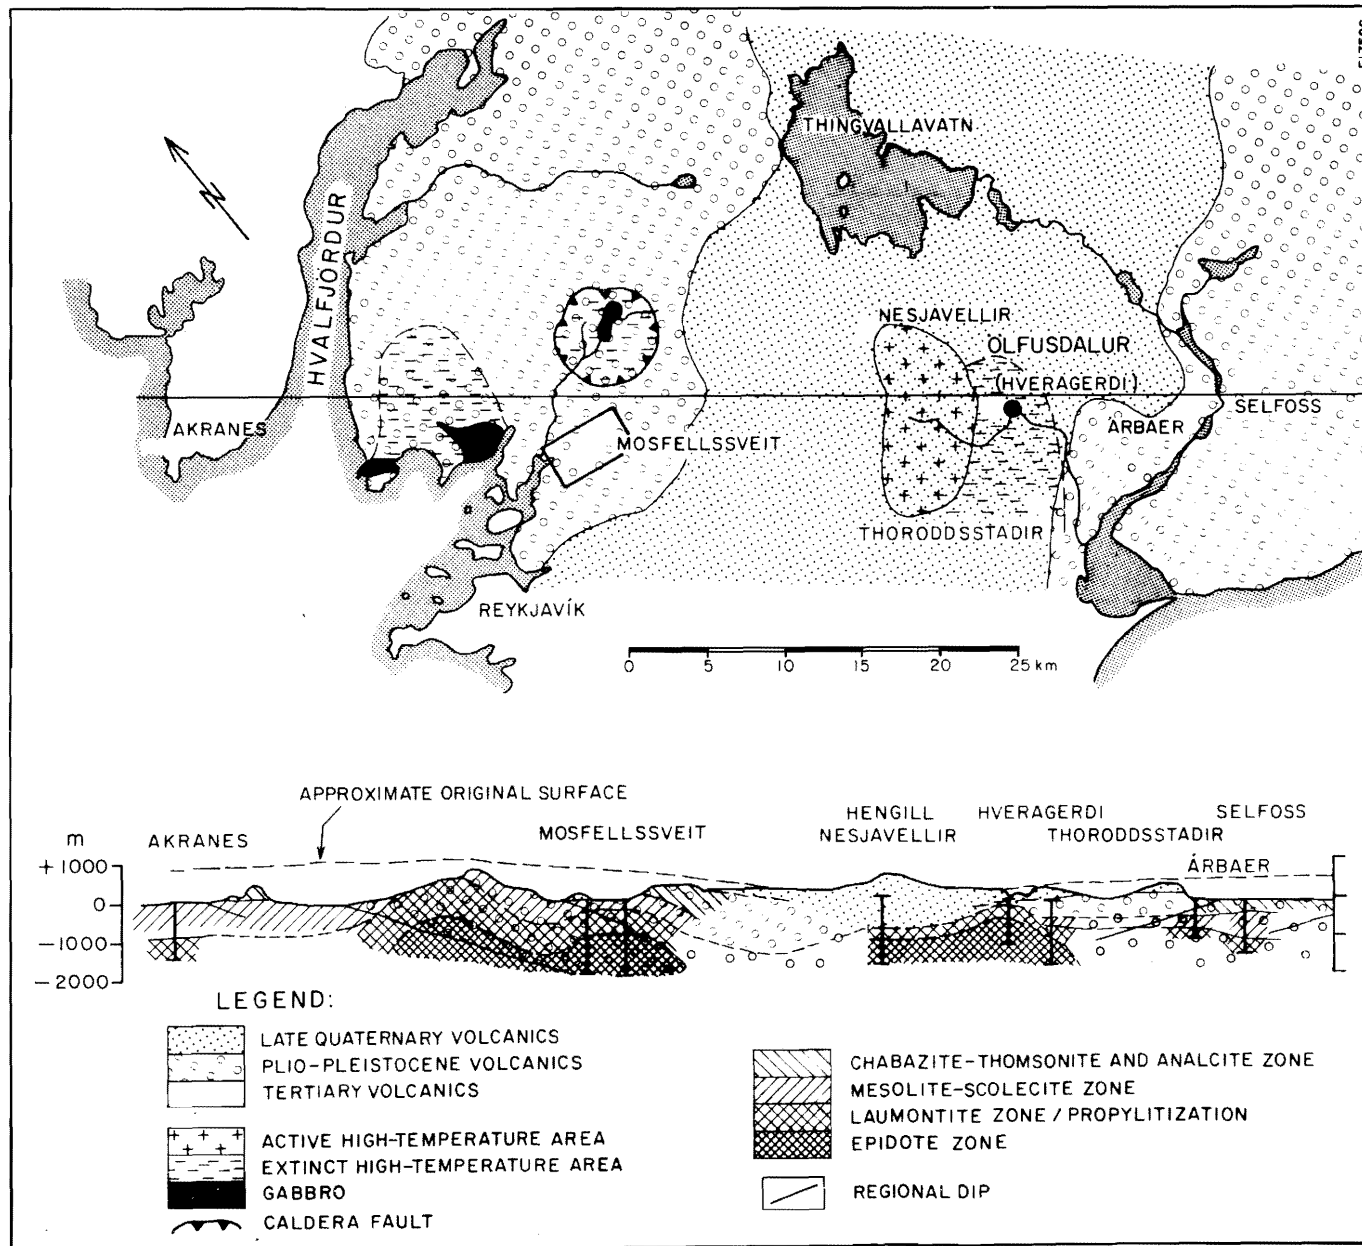 THINGVALLAVATN
N
HVALFJÖRDUR
NESJAVELLIR
ÖLFUSDALUR
(HVERAGERDI)
AKRANES
MOSFELLSSVEIT
ÁRBAER
SELFOSS
THORODDSSTADIR
REYKJAVÍK
0 5 10 15 20 25 km
APPROXIMATE ORIGINAL SURFACE
m
AKRANES
MOSFELLSSVEIT
HENGILL
NESJAVELLIR
HVERAGERDI
THORODDSSTADIR
SELFOSS
ÁRBAER
+1000
0
-1000
-2000
LEGEND:
LATE QUATERNARY VOLCANICS
PLIO-PLEISTOCENE VOLCANICS
TERTIARY VOLCANICS
ACTIVE HIGH-TEMPERATURE AREA
EXTINCT HIGH-TEMPERATURE AREA
GABBRO
CALDERA FAULT
CHABAZITE-THOMSONITE AND ANALCITE ZONE
MESOLITE-SCOLECITE ZONE
LAUMONTITE ZONE / PROPYLITIZATION
EPIDOTE ZONE
REGIONAL DIP